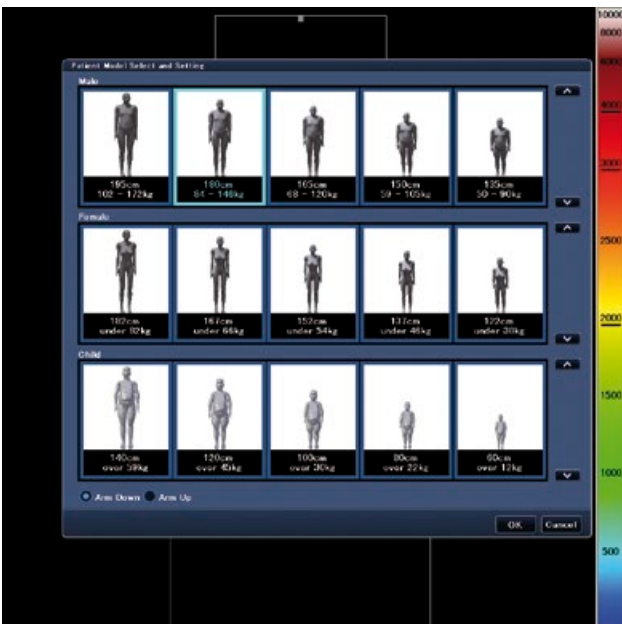 Patient Model Select and Setting
Male
195cm 180cm 165cm 150cm 135cm
102 - 172kg 84 - 146kg 68 - 120kg 59 - 105kg 50 - 90kg
Female
182cm 167cm 152cm 137cm 122cm
under 82kg under 66kg under 54kg under 46kg under 38kg
Child
140cm 120cm 100cm 80cm 60cm
over 59kg over 45kg over 30kg over 22kg over 12kg
Arm Down Arm Up
OK Cancel
10000
8000
6000
4000
3000
2500
2000
1500
1000
500